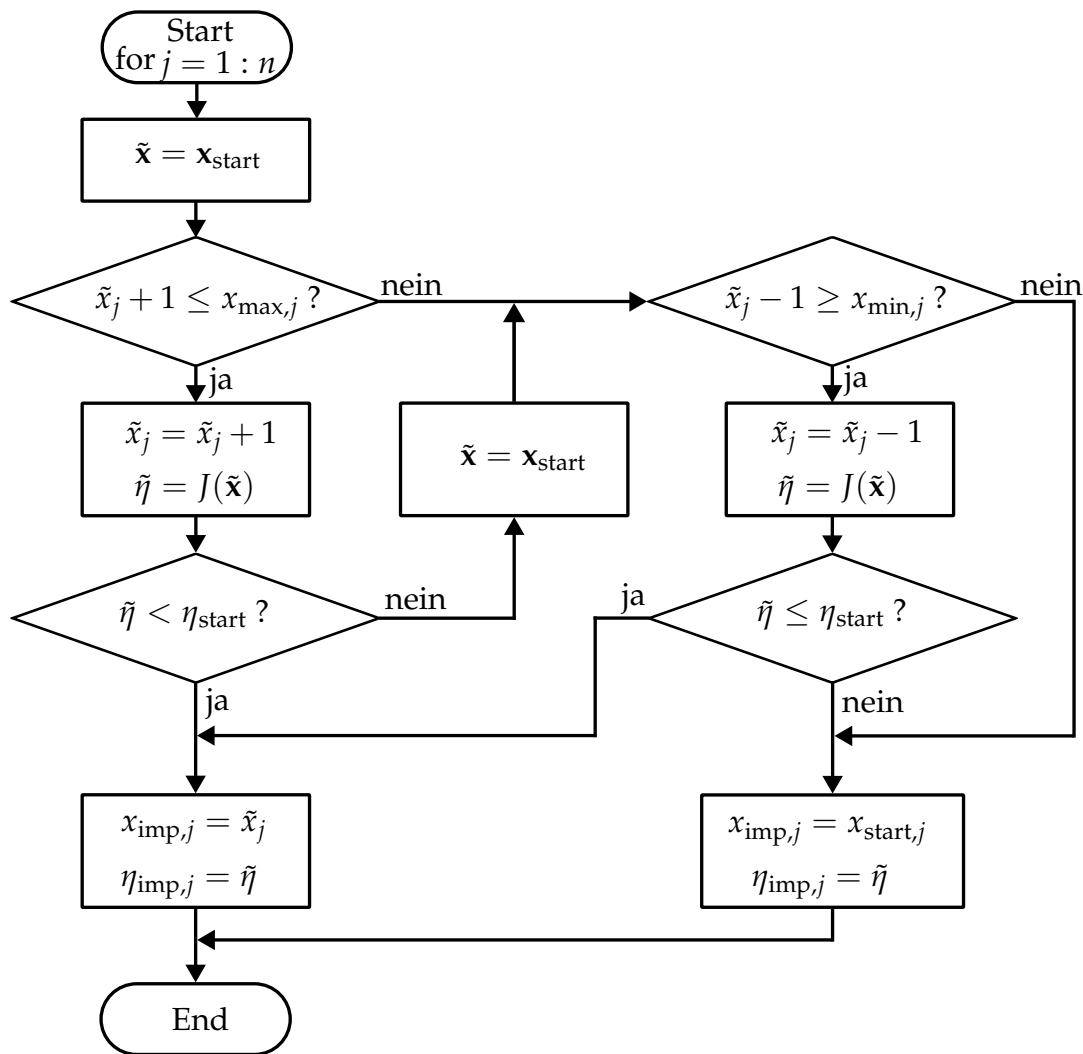 Start
for j = 1 : n
x̃ = x_start
x̃_j + 1 ≤ x_max,j ?
nein
ja
x̃_j = x̃_j + 1
η̃ = J(x̃)
x̃ = x_start
η̃ < η_start ?
nein
ja
x̃_j − 1 ≥ x_min,j ?
nein
ja
x̃_j = x̃_j − 1
η̃ = J(x̃)
η̃ ≤ η_start ?
ja
nein
x_imp,j = x̃_j
η_imp,j = η̃
x_imp,j = x_start,j
η_imp,j = η̃
End